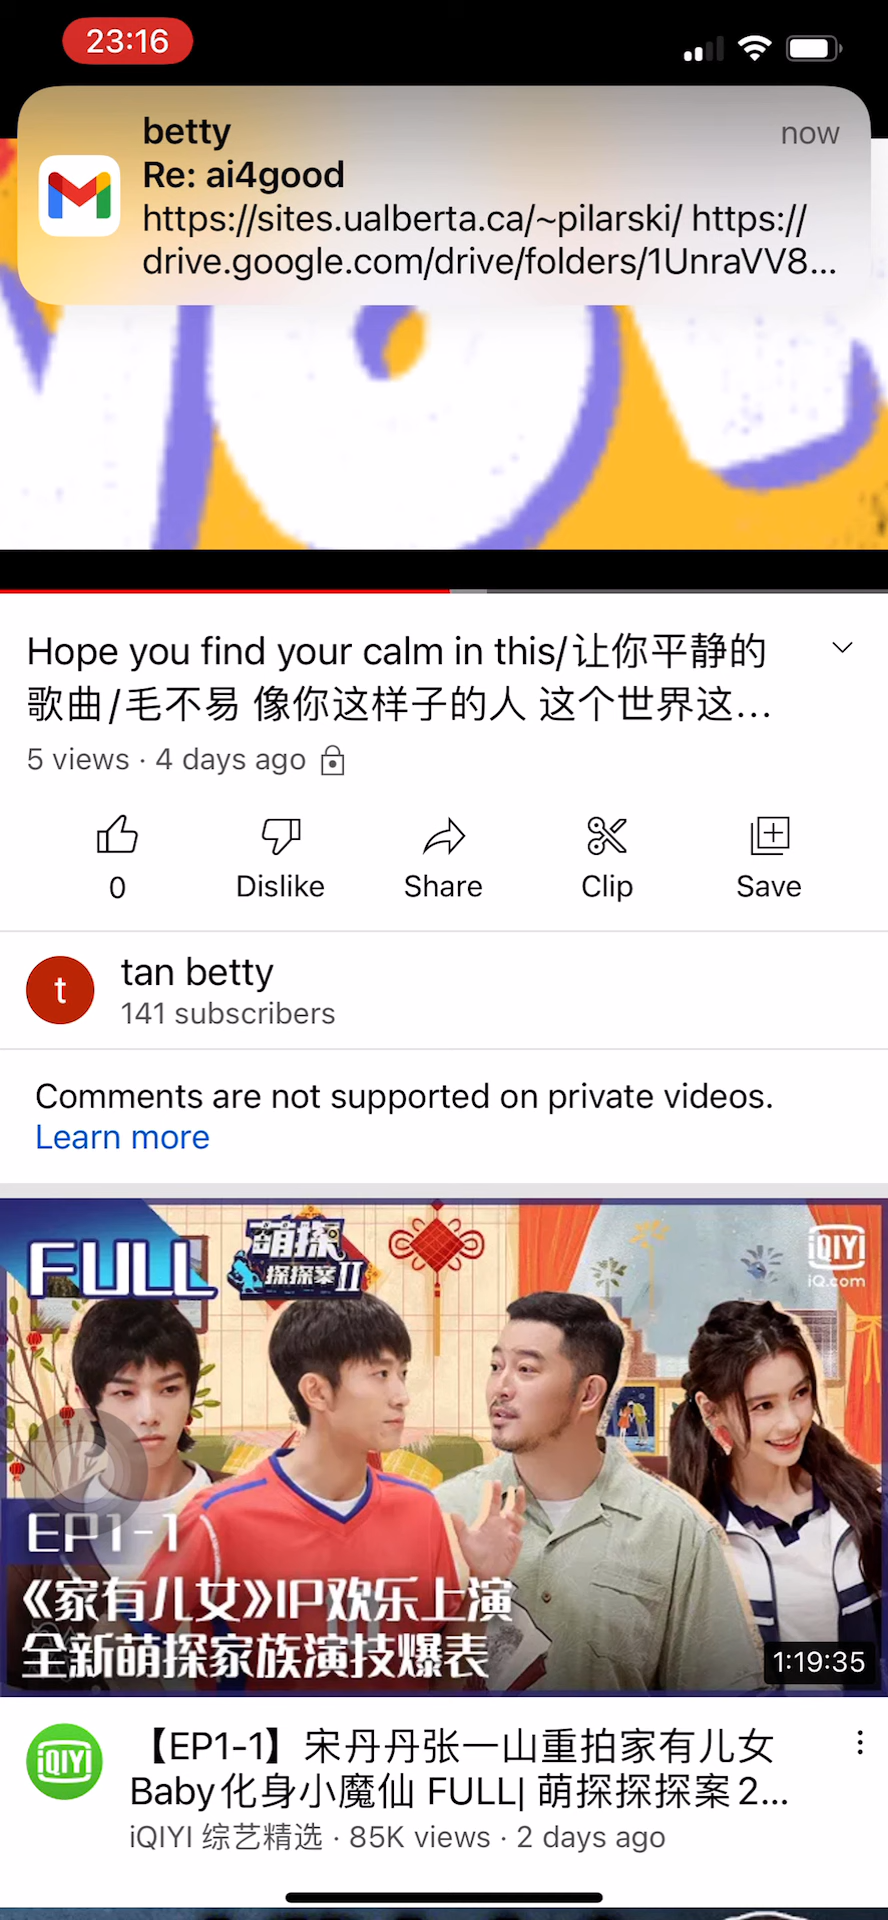 23:16
betty
now
Re: ai4good
https://sites.ualberta.ca/~pilarski/ https://
drive.google.com/drive/folders/1UnraVV8...
Hope you find your calm in this/让你平静的
歌曲/毛不易 像你这样子的人 这个世界这...
5 views · 4 days ago
0
Dislike
Share
Clip
Save
t
tan betty
141 subscribers
Comments are not supported on private videos.
Learn more
FULL
萌探
探探案II
iQIYI
iQ.com
EP1-1
《家有儿女》IP欢乐上演
全新萌探家族演技爆表
1:19:35
iQIYI
【EP1-1】宋丹丹张一山重拍家有儿女
Baby化身小魔仙 FULL| 萌探探探案2...
iQIYI 综艺精选 · 85K views · 2 days ago